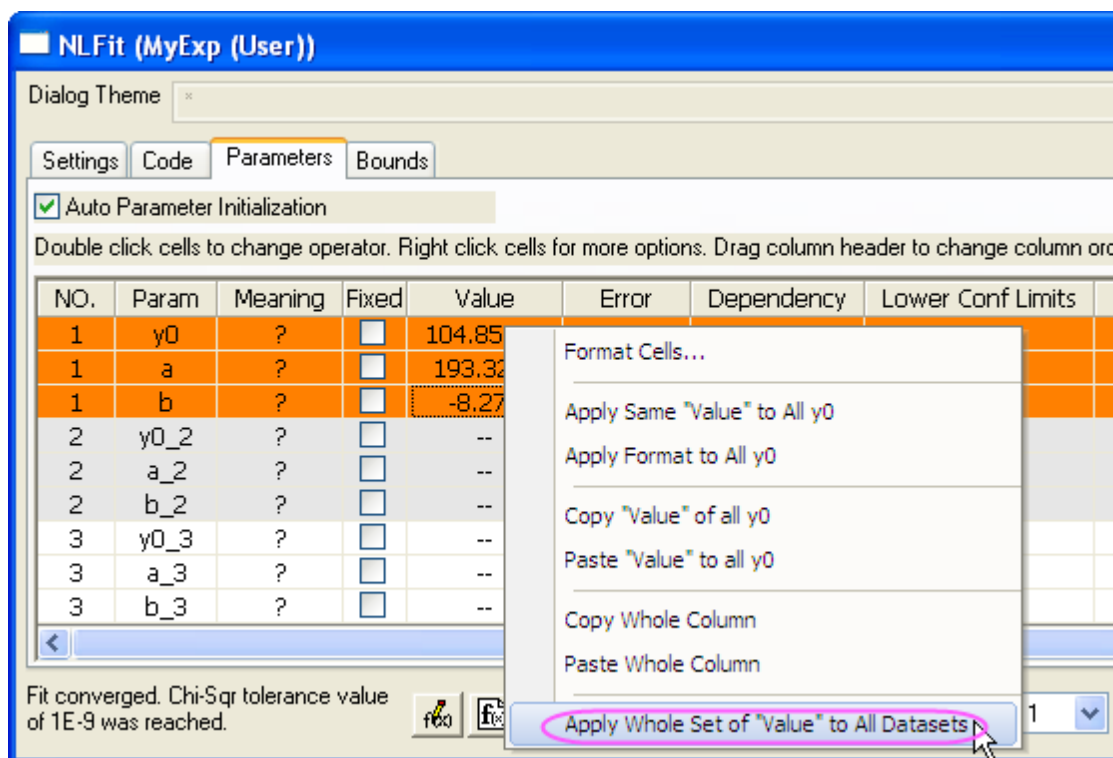 NLFit (MyExp (User))
Dialog Theme *
Settings Code Parameters Bounds
Auto Parameter Initialization
Double click cells to change operator. Right click cells for more options. Drag column header to change column ord
NO. Param Meaning Fixed Value Error Dependency Lower Conf Limits
1 y0 ? 104.85
1 a ? 193.32
1 b ? -8.27
2 y0_2 ? --
2 a_2 ? --
2 b_2 ? --
3 y0_3 ? --
3 a_3 ? --
3 b_3 ? --
Format Cells...
Apply Same "Value" to All y0
Apply Format to All y0
Copy "Value" of all y0
Paste "Value" to all y0
Copy Whole Column
Paste Whole Column
Apply Whole Set of "Value" to All Datasets
Fit converged. Chi-Sqr tolerance value
of 1E-9 was reached.
1